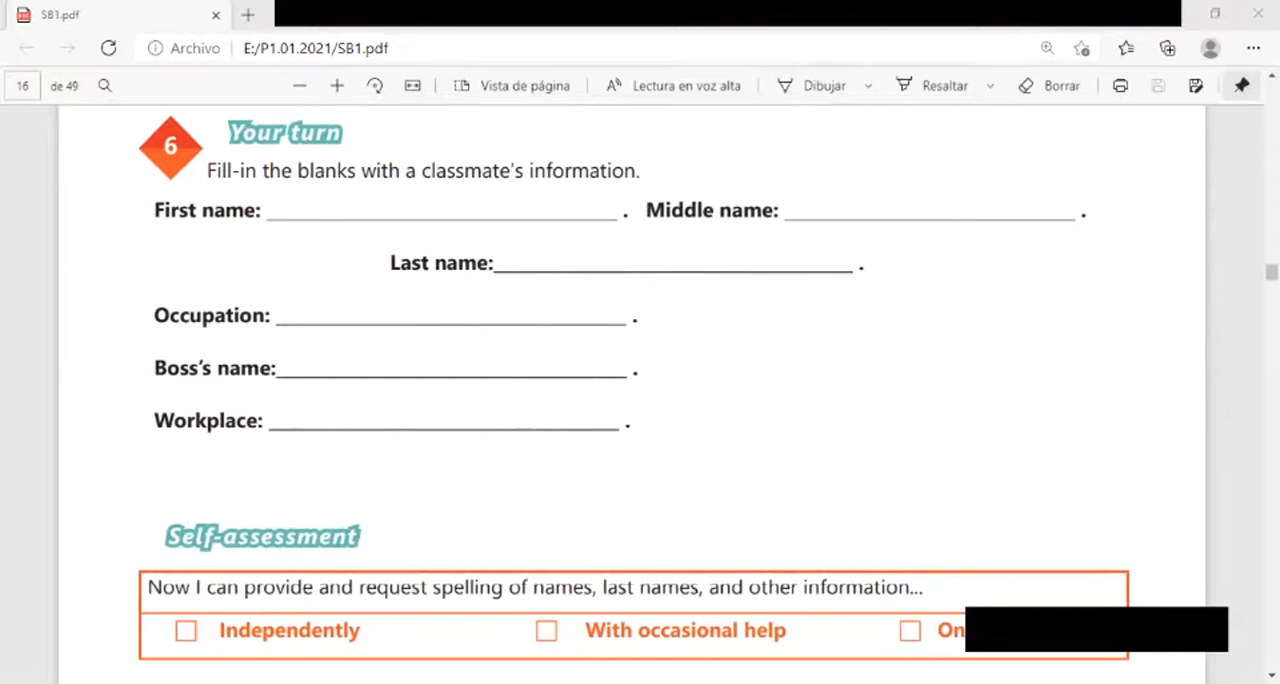 SB1.pdf
Archivo E:/P1.01.2021/SB1.pdf
16 de 49 Vista de página Lectura en voz alta Dibujar Resaltar Borrar
6 Your turn
Fill-in the blanks with a classmate's information.
First name: ________________ . Middle name: ________________ .
Last name:________________ .
Occupation: ________________ .
Boss's name:________________ .
Workplace: ________________ .
Self-assessment
Now I can provide and request spelling of names, last names, and other information...
Independently With occasional help On